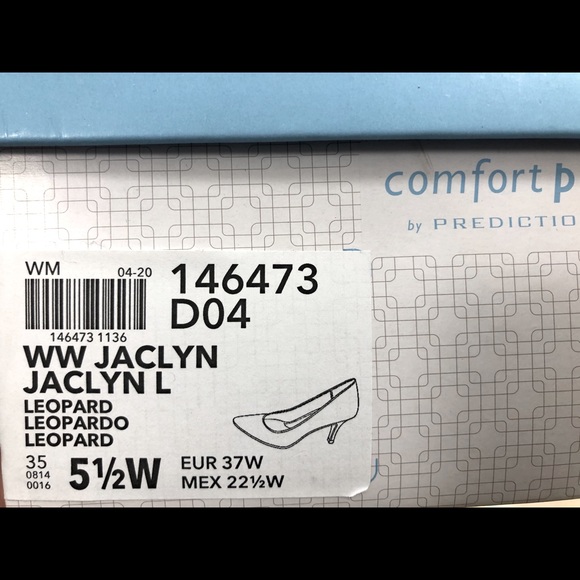 comfort p
by PREDICTIO
WM 04-20
146473 1136
146473
D04
WW JACLYN
JACLYN L
LEOPARD
LEOPARDO
LEOPARD
35
0814
0016
5½W
EUR 37W
MEX 22½W